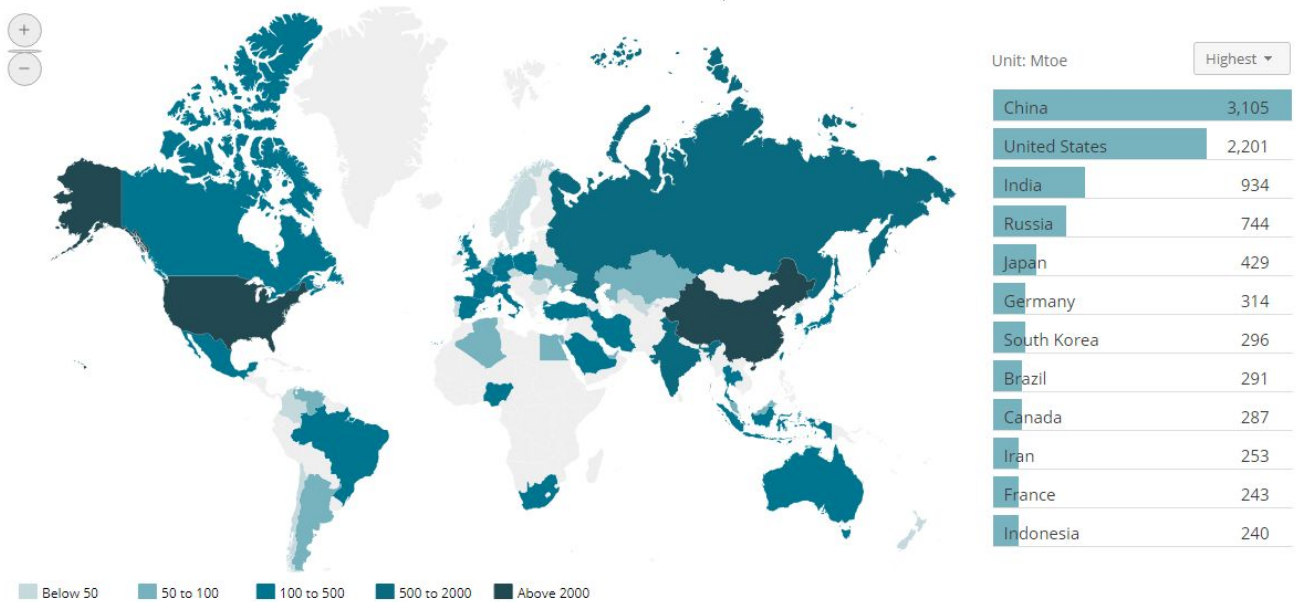 +
−
Unit: Mtoe
Highest
China 3,105
United States 2,201
India 934
Russia 744
Japan 429
Germany 314
South Korea 296
Brazil 291
Canada 287
Iran 253
France 243
Indonesia 240
Below 50 50 to 100 100 to 500 500 to 2000 Above 2000